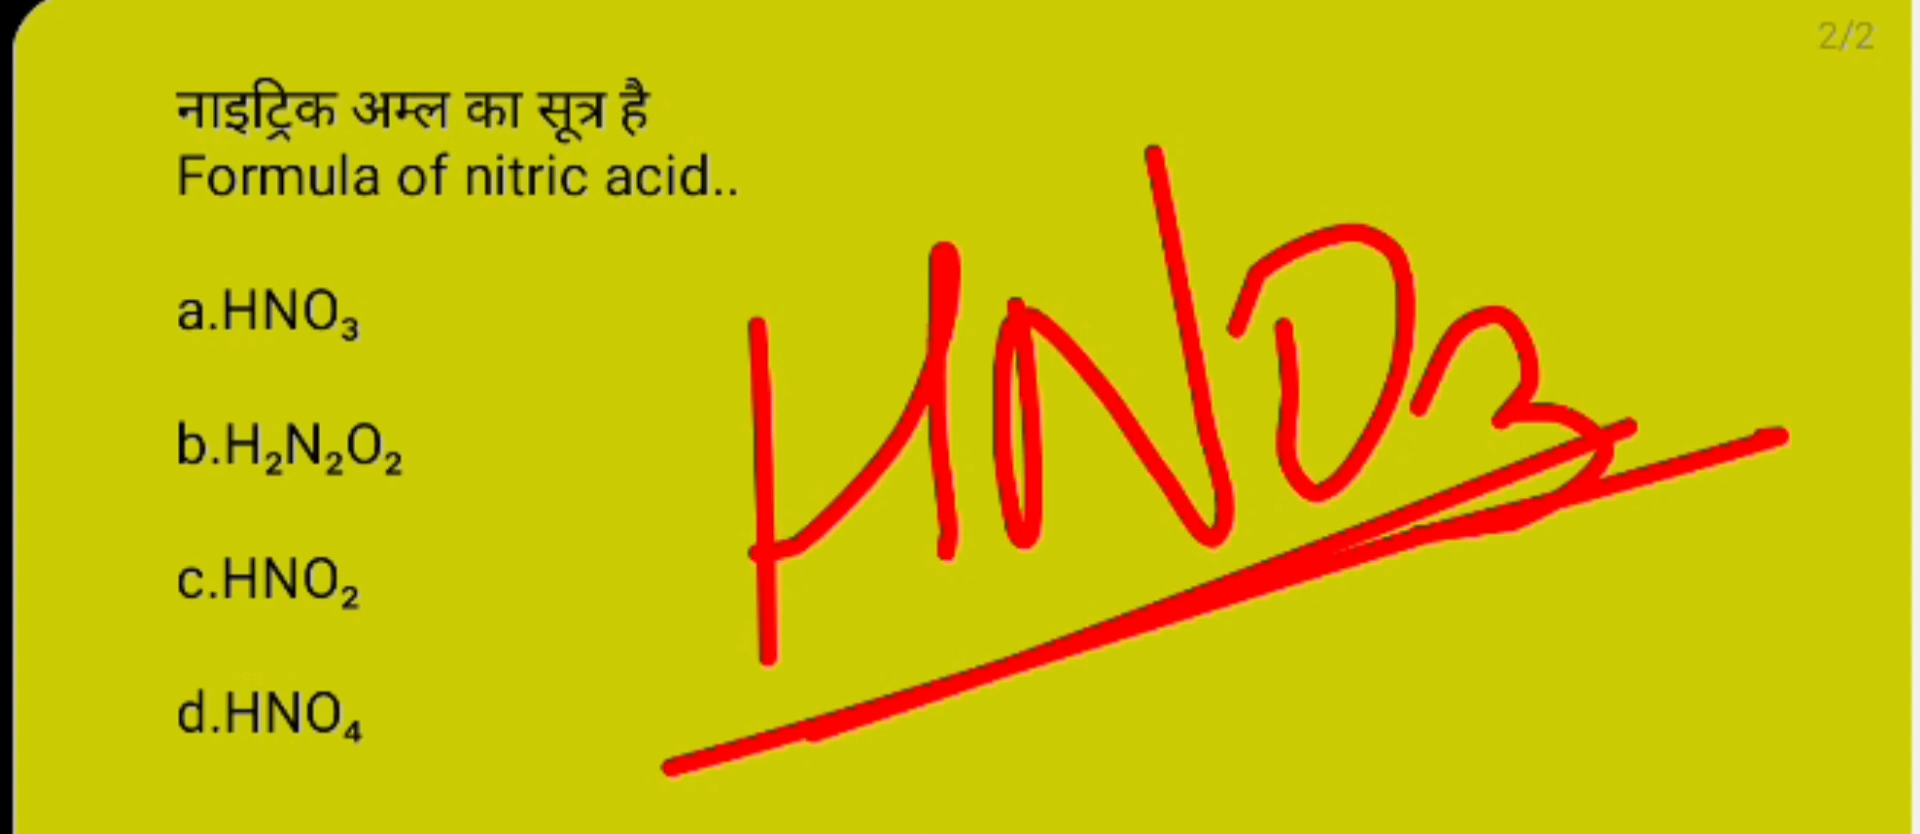 2/2
नाइट्रिक अम्ल का सूत्र है
Formula of nitric acid..
a.HNO₃
b.H₂N₂O₂
c.HNO₂
d.HNO₄
HNO₃